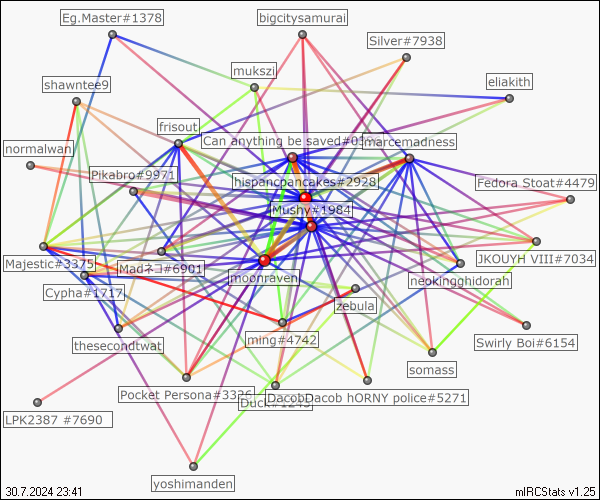 Eg.Master#1378
bigcitysamurai
Silver#7938
mukszi
shawntee9
eliakith
frisout
Can anything be saved#03
marcemadness
normalwan
Pikabro#9971
hispancpancakes#2928
Fedora Stoat#4479
Mushy#1984
Majestic#3375
Madネコ#6901
JKOUYH VIII#7034
moonraven
neokingghidorah
Cypha#1717
zebula
thesecondtwat
ming#4742
Swirly Boi#6154
somass
Pocket Persona#3326
Duck#1243
DacobDacob hORNY police#5271
LPK2387 #7690
yoshimanden
30.7.2024 23:41
mIRCStats v1.25